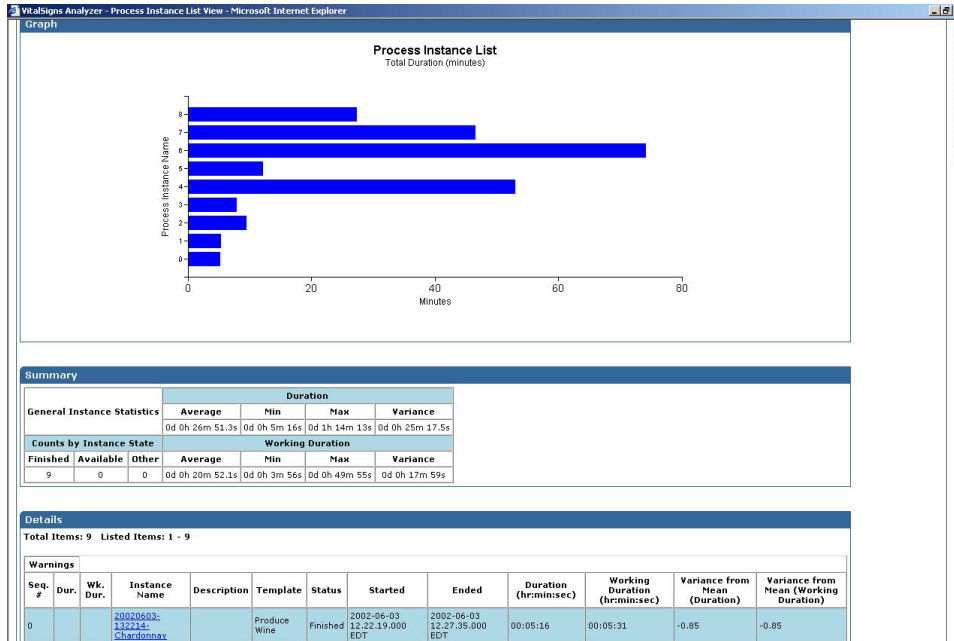 VitalSigns Analyzer - Process Instance List View - Microsoft Internet Explorer
Graph
Process Instance List
Total Duration (minutes)
Process Instance Name
8
7
6
5
4
3
2
1
0
0 20 40 60 80
Minutes
Summary
General Instance Statistics
Duration
Average Min Max Variance
0d 0h 26m 51.3s 0d 0h 5m 16s 0d 1h 14m 13s 0d 0h 25m 17.5s
Counts by Instance State Working Duration
Finished Available Other Average Min Max Variance
9 0 0 0d 0h 20m 52.1s 0d 0h 3m 56s 0d 0h 49m 55s 0d 0h 17m 59s
Details
Total Items: 9 Listed Items: 1 - 9
Warnings
Seq. # Dur. Wk. Dur. Instance Name Description Template Status Started Ended Duration (hr:min:sec) Working Duration (hr:min:sec) Variance from Mean (Duration) Variance from Mean (Working Duration)
0 20020603-132214-Chardonnay Produce Wine Finished 2002-06-03 12.22.19.000 EDT 2002-06-03 12.27.35.000 EDT 00:05:16 00:05:31 -0.85 -0.85